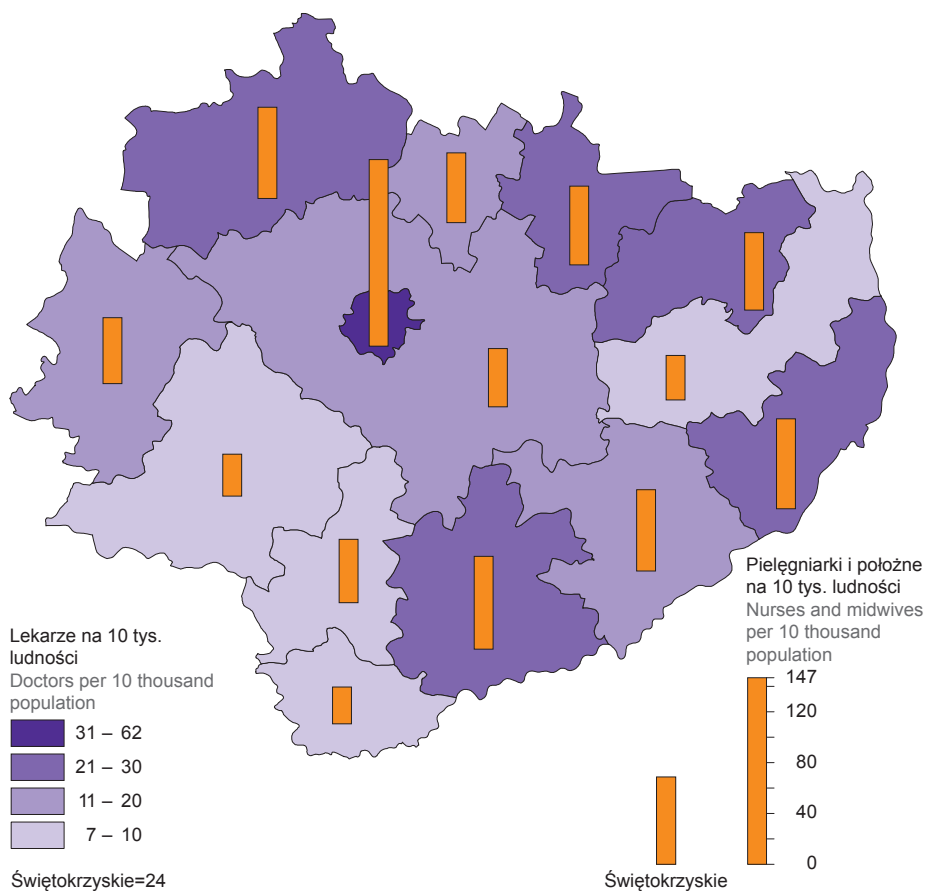 Lekarze na 10 tys.
ludności
Doctors per 10 thousand
population
31 – 62
21 – 30
11 – 20
7 – 10
Świętokrzyskie=24
Pielęgniarki i położne
na 10 tys. ludności
Nurses and midwives
per 10 thousand
population
147
120
80
40
0
Świętokrzyskie